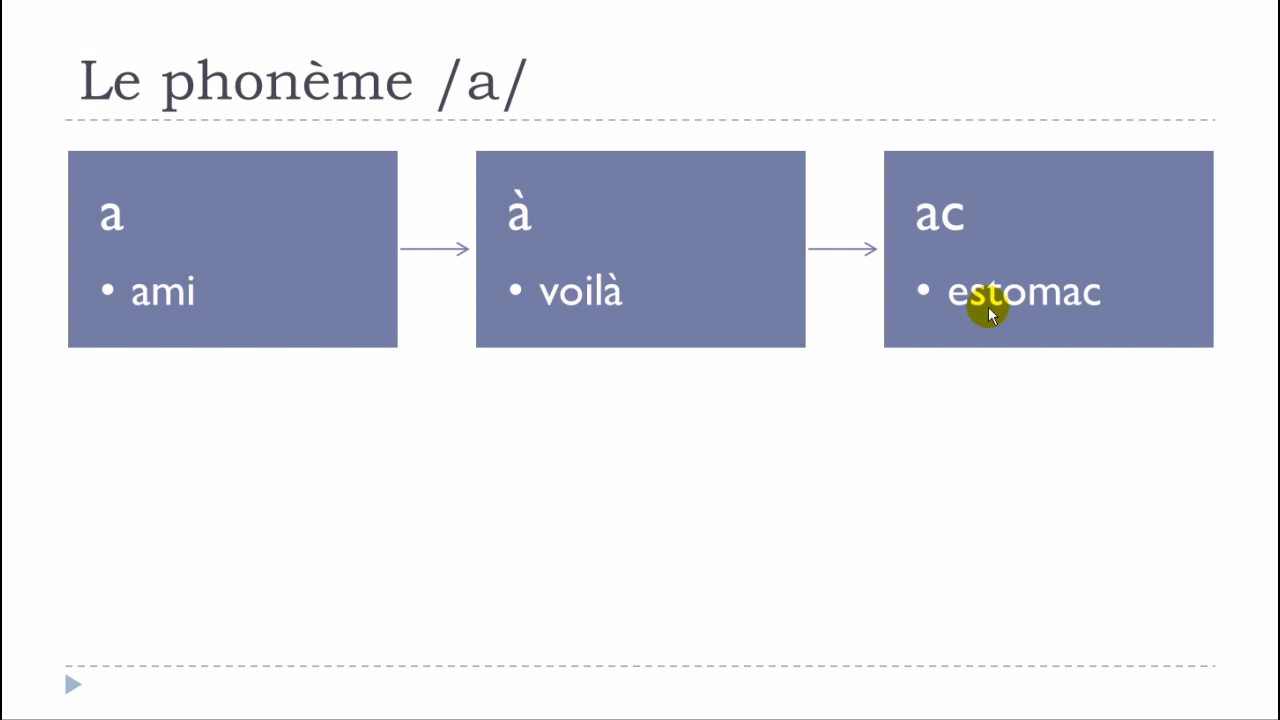 Le phonème /a/
a
• ami
à
• voilà
ac
• estomac